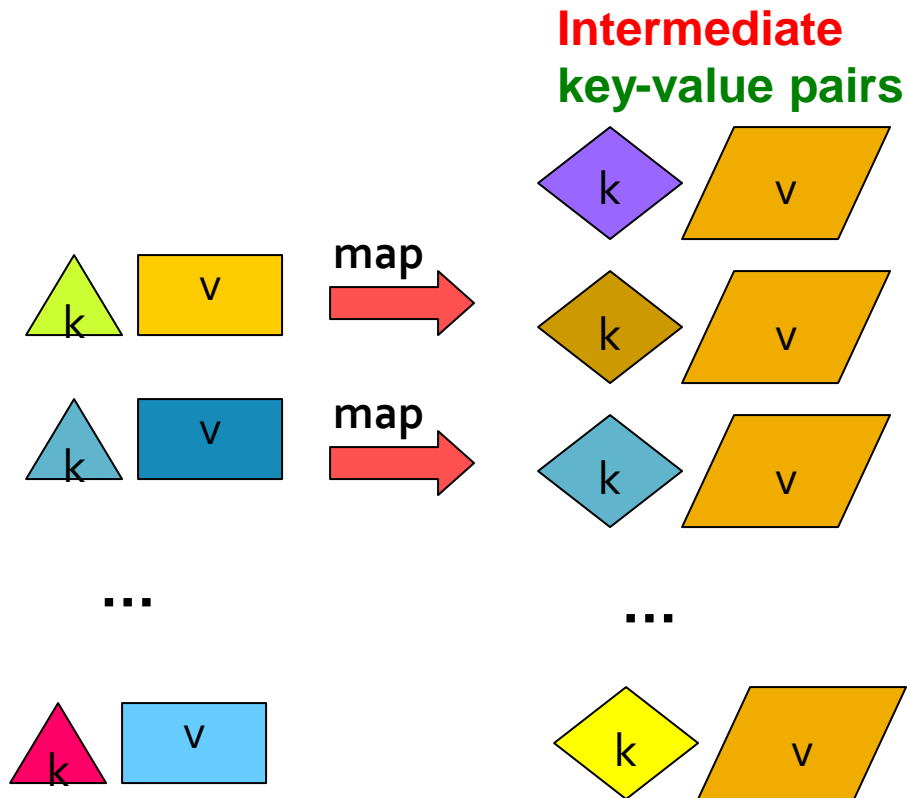 Intermediate
key-value pairs
k v
map
k v
k v
map
k v
k v
... ...
k v
k v